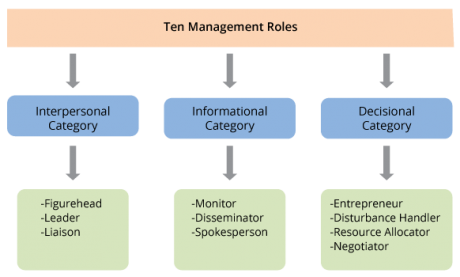 Ten Management Roles
Interpersonal
Category
Informational
Category
Decisional
Category
-Figurehead
-Leader
-Liaison
-Monitor
-Disseminator
-Spokesperson
-Entrepreneur
-Disturbance Handler
-Resource Allocator
-Negotiator